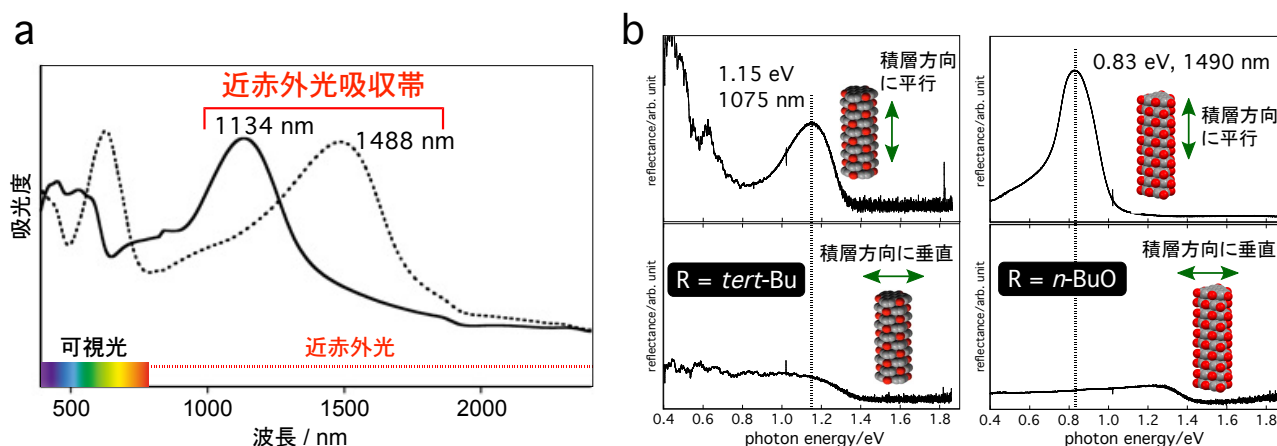 a
近赤外光吸収帯
1134 nm
1488 nm
吸光度
可視光
近赤外光
500
1000
1500
2000
波長 / nm
b
reflectance/arb. unit
1.15 eV
1075 nm
積層方向
に平行
reflectance/arb. unit
0.83 eV, 1490 nm
積層方向
に平行
reflectance/arb. unit
積層方向に垂直
R = tert-Bu
0.4 0.6 0.8 1.0 1.2 1.4 1.6 1.8
photon energy/eV
reflectance/arb. unit
積層方向に垂直
R = n-BuO
0.4 0.6 0.8 1.0 1.2 1.4 1.6 1.8
photon energy/eV